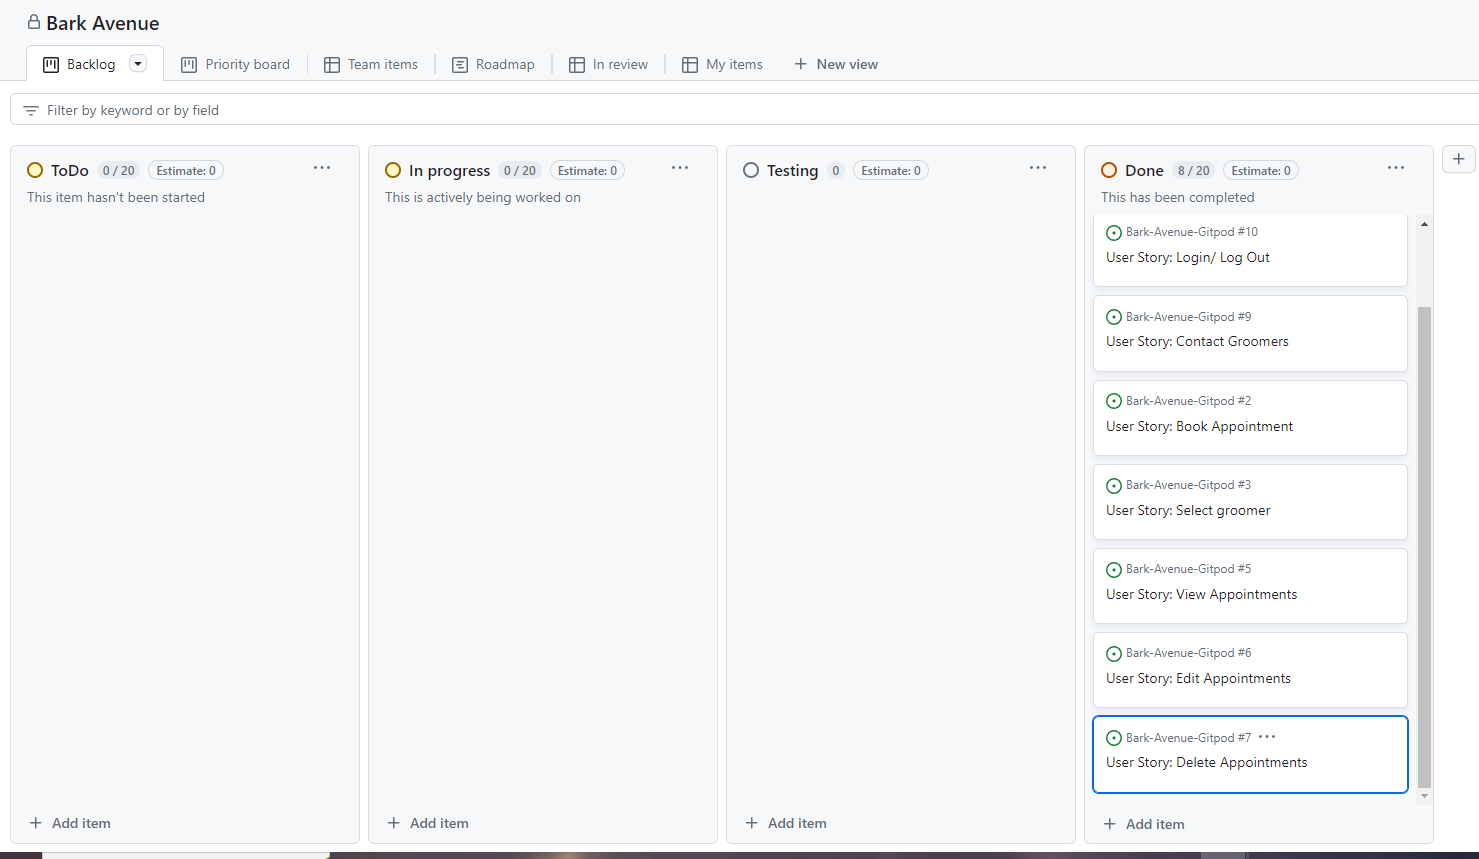 Bark Avenue
Backlog
Priority board
Team items
Roadmap
In review
My items
New view
Filter by keyword or by field
ToDo 0 / 20 Estimate: 0
This item hasn't been started
Add item
In progress 0 / 20 Estimate: 0
This is actively being worked on
Add item
Testing 0 Estimate: 0
Add item
Done 8 / 20 Estimate: 0
This has been completed
Bark-Avenue-Gitpod #10
User Story: Login/ Log Out
Bark-Avenue-Gitpod #9
User Story: Contact Groomers
Bark-Avenue-Gitpod #2
User Story: Book Appointment
Bark-Avenue-Gitpod #3
User Story: Select groomer
Bark-Avenue-Gitpod #5
User Story: View Appointments
Bark-Avenue-Gitpod #6
User Story: Edit Appointments
Bark-Avenue-Gitpod #7
User Story: Delete Appointments
Add item